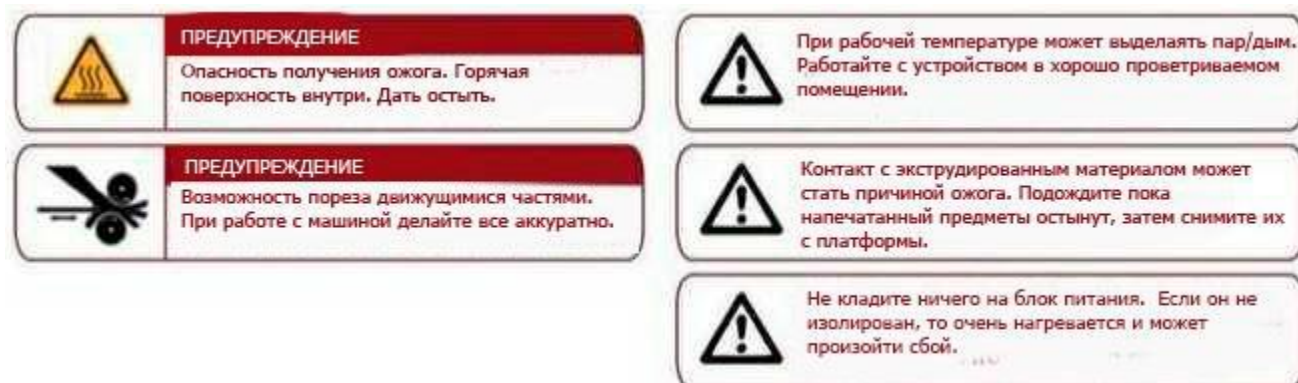 ПРЕДУПРЕЖДЕНИЕ
Опасность получения ожога. Горячая
поверхность внутри. Дать остыть.
ПРЕДУПРЕЖДЕНИЕ
Возможность пореза движущимися частями.
При работе с машиной делайте все аккуратно.
При рабочей температуре может выделаять пар/дым.
Работайте с устройством в хорошо проветриваемом
помещении.
Контакт с экструдированным материалом может
стать причиной ожога. Подождите пока
напечатанный предметы остынут, затем снимите их
с платформы.
Не кладите ничего на блок питания. Если он не
изолирован, то очень нагревается и может
произойти сбой.